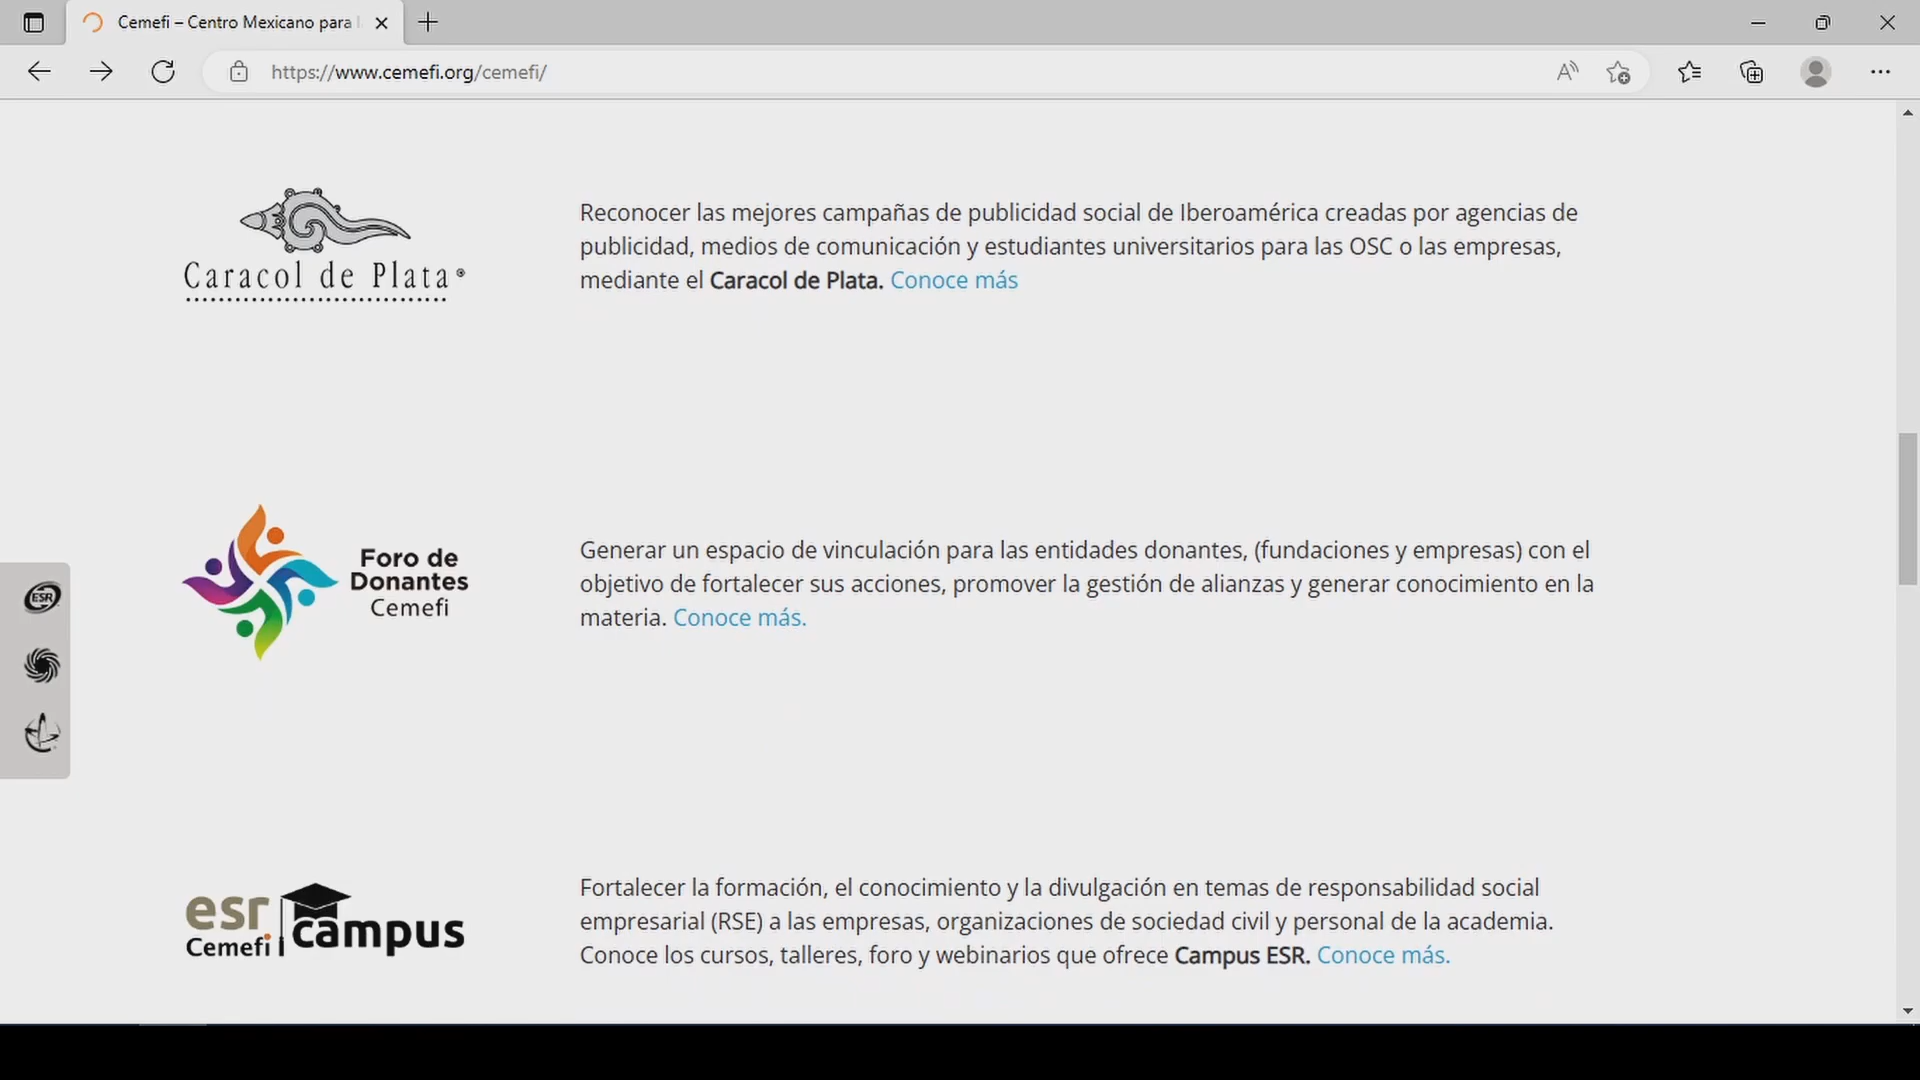 Cemefi – Centro Mexicano para l
https://www.cemefi.org/cemefi/
Caracol de Plata®
Reconocer las mejores campañas de publicidad social de Iberoamérica creadas por agencias de
publicidad, medios de comunicación y estudiantes universitarios para las OSC o las empresas,
mediante el Caracol de Plata. Conoce más
Foro de
Donantes
Cemefi
Generar un espacio de vinculación para las entidades donantes, (fundaciones y empresas) con el
objetivo de fortalecer sus acciones, promover la gestión de alianzas y generar conocimiento en la
materia. Conoce más.
ESR
esr
Cemefi
campus
Fortalecer la formación, el conocimiento y la divulgación en temas de responsabilidad social
empresarial (RSE) a las empresas, organizaciones de sociedad civil y personal de la academia.
Conoce los cursos, talleres, foro y webinarios que ofrece Campus ESR. Conoce más.